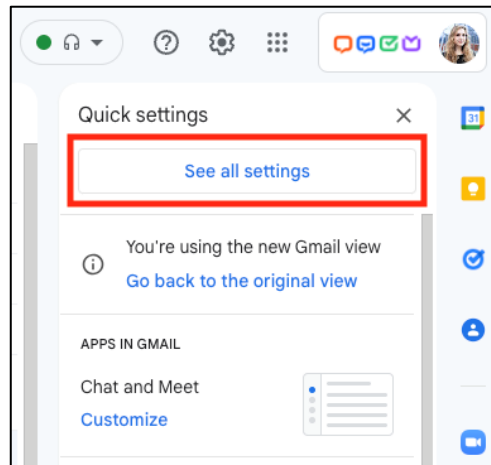 Quick settings
See all settings
You're using the new Gmail view
Go back to the original view
APPS IN GMAIL
Chat and Meet
Customize
31